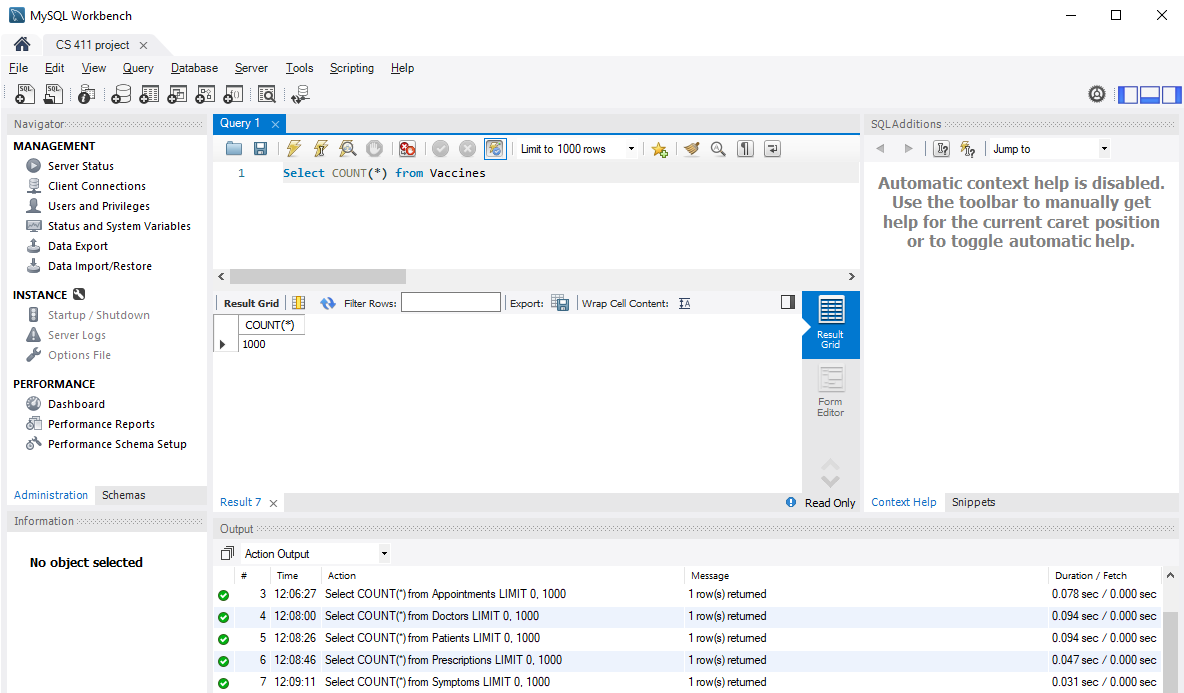 MySQL Workbench
CS 411 project
File Edit View Query Database Server Tools Scripting Help
Navigator
MANAGEMENT
Server Status
Client Connections
Users and Privileges
Status and System Variables
Data Export
Data Import/Restore
INSTANCE
Startup / Shutdown
Server Logs
Options File
PERFORMANCE
Dashboard
Performance Reports
Performance Schema Setup
Administration Schemas
Information
No object selected
Query 1
Limit to 1000 rows
1 Select COUNT(*) from Vaccines
Result Grid Filter Rows: Export: Wrap Cell Content:
COUNT(*)
1000
Result Grid
Form Editor
Result 7 Read Only
SQLAdditions
Jump to
Automatic context help is disabled.
Use the toolbar to manually get
help for the current caret position
or to toggle automatic help.
Context Help Snippets
Output
Action Output
# Time Action Message Duration / Fetch
3 12:06:27 Select COUNT(*) from Appointments LIMIT 0, 1000 1 row(s) returned 0.078 sec / 0.000 sec
4 12:08:00 Select COUNT(*) from Doctors LIMIT 0, 1000 1 row(s) returned 0.094 sec / 0.000 sec
5 12:08:26 Select COUNT(*) from Patients LIMIT 0, 1000 1 row(s) returned 0.094 sec / 0.000 sec
6 12:08:46 Select COUNT(*) from Prescriptions LIMIT 0, 1000 1 row(s) returned 0.047 sec / 0.000 sec
7 12:09:11 Select COUNT(*) from Symptoms LIMIT 0, 1000 1 row(s) returned 0.031 sec / 0.000 sec